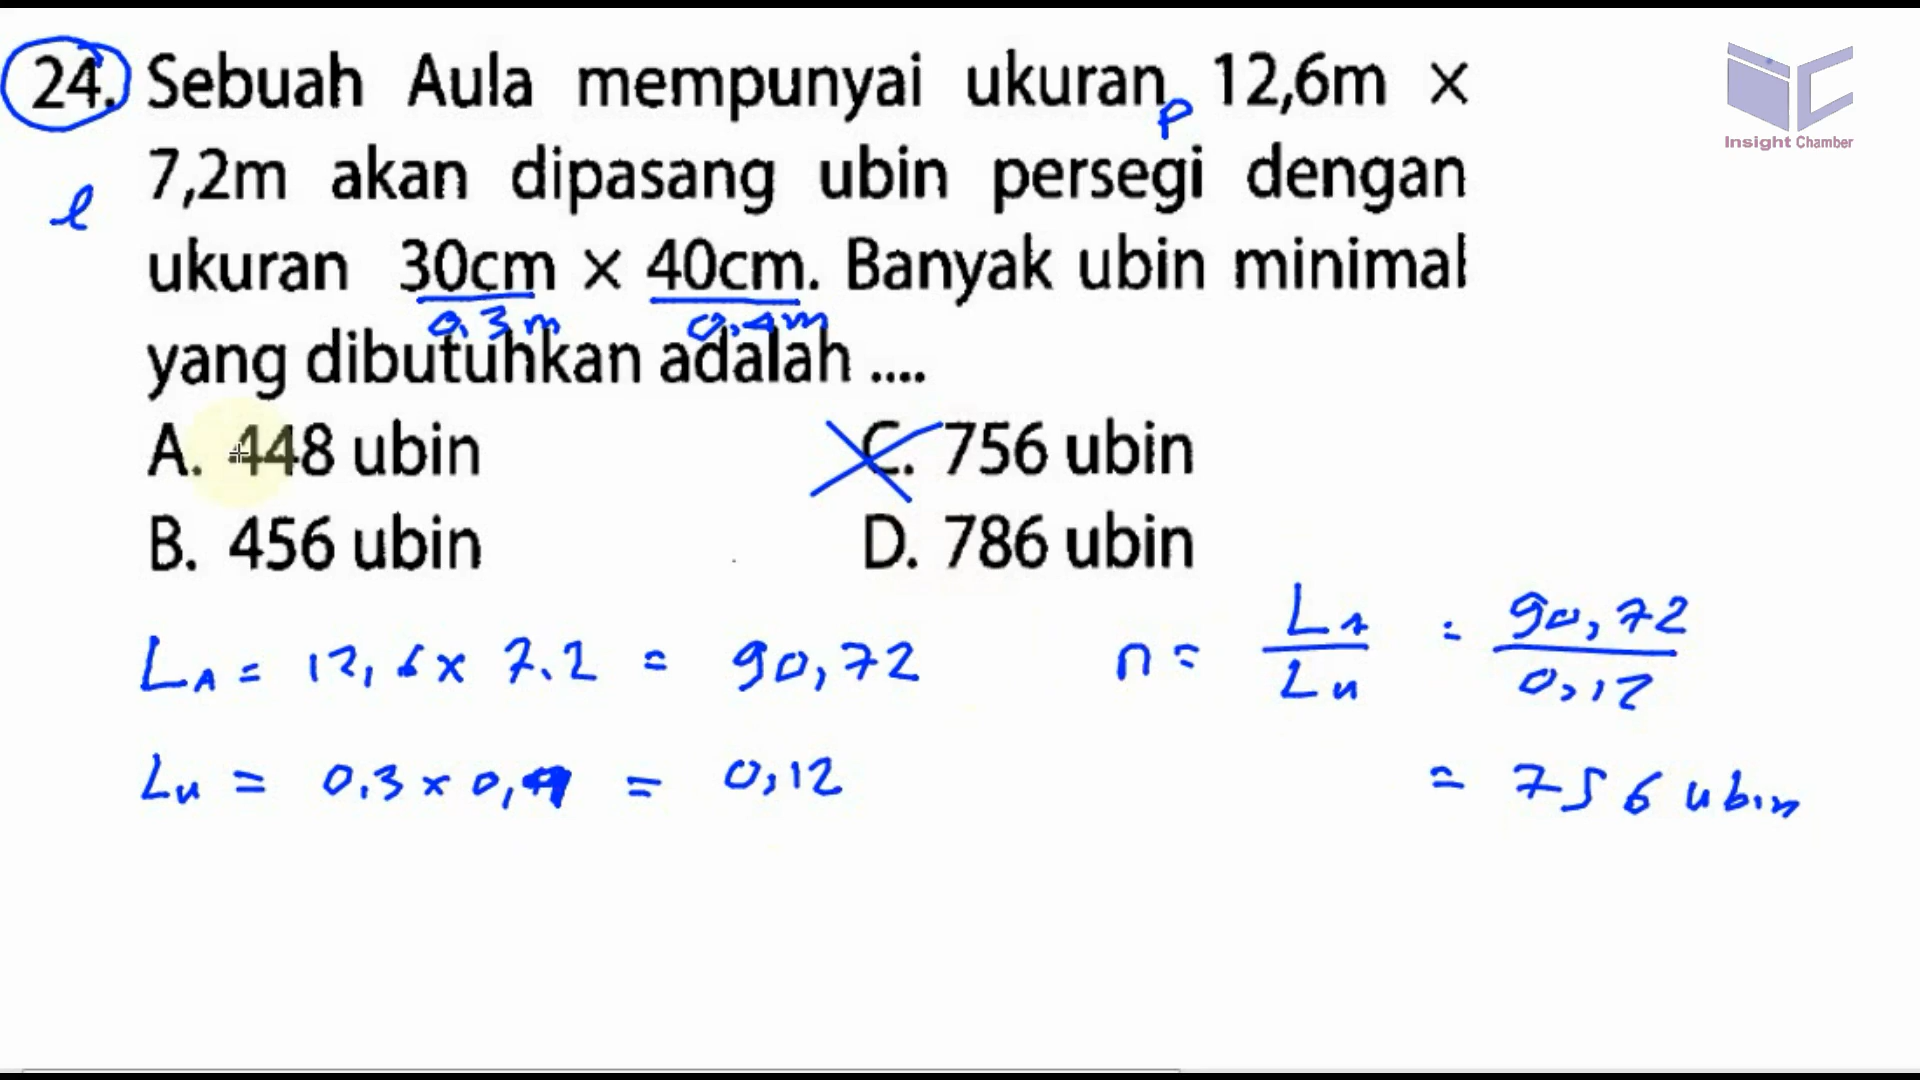 24. Sebuah Aula mempunyai ukuran 12,6m ×
p
7,2m akan dipasang ubin persegi dengan
l
ukuran 30cm × 40cm. Banyak ubin minimal
0.3m 0.4m
yang dibutuhkan adalah ....
A. 448 ubin
C. 756 ubin
B. 456 ubin
D. 786 ubin
LA = 12,6 x 7.2 = 90,72
n = LA / Lu = 90,72 / 0,12
Lu = 0.3 x 0,4 = 0,12
= 756 ubin
Insight Chamber